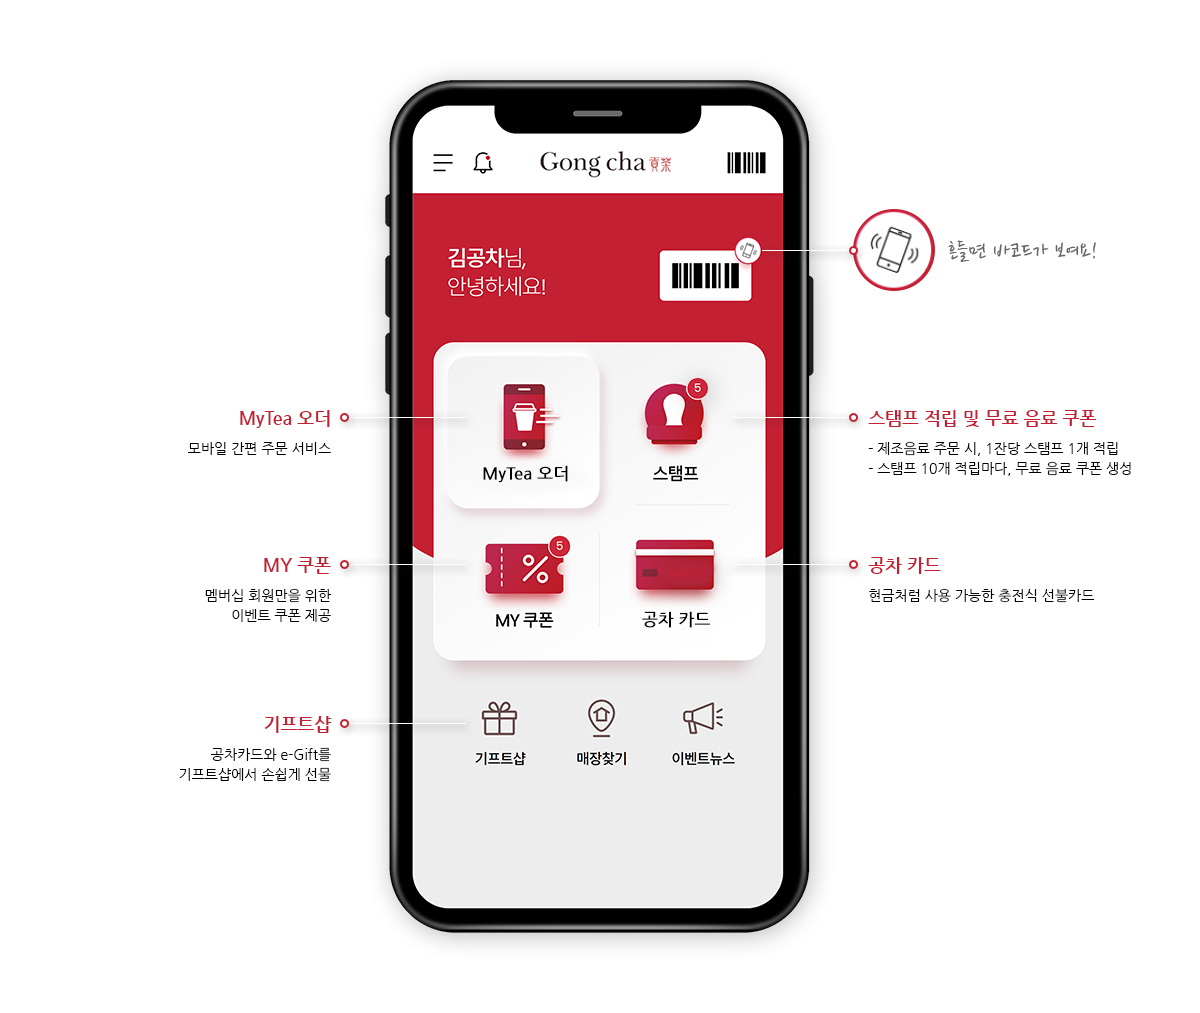 Gong cha 貢茶
김공차님,
안녕하세요!
흔들면 바코드가 보여요!
MyTea 오더
모바일 간편 주문 서비스
MyTea 오더
5
스탬프
스탬프 적립 및 무료 음료 쿠폰
- 제조음료 주문 시, 1잔당 스탬프 1개 적립
- 스탬프 10개 적립마다, 무료 음료 쿠폰 생성
MY 쿠폰
멤버십 회원만을 위한
이벤트 쿠폰 제공
5
%
MY 쿠폰
공차 카드
공차 카드
현금처럼 사용 가능한 충전식 선불카드
기프트샵
공차카드와 e-Gift를
기프트샵에서 손쉽게 선물
기프트샵
매장찾기
이벤트뉴스